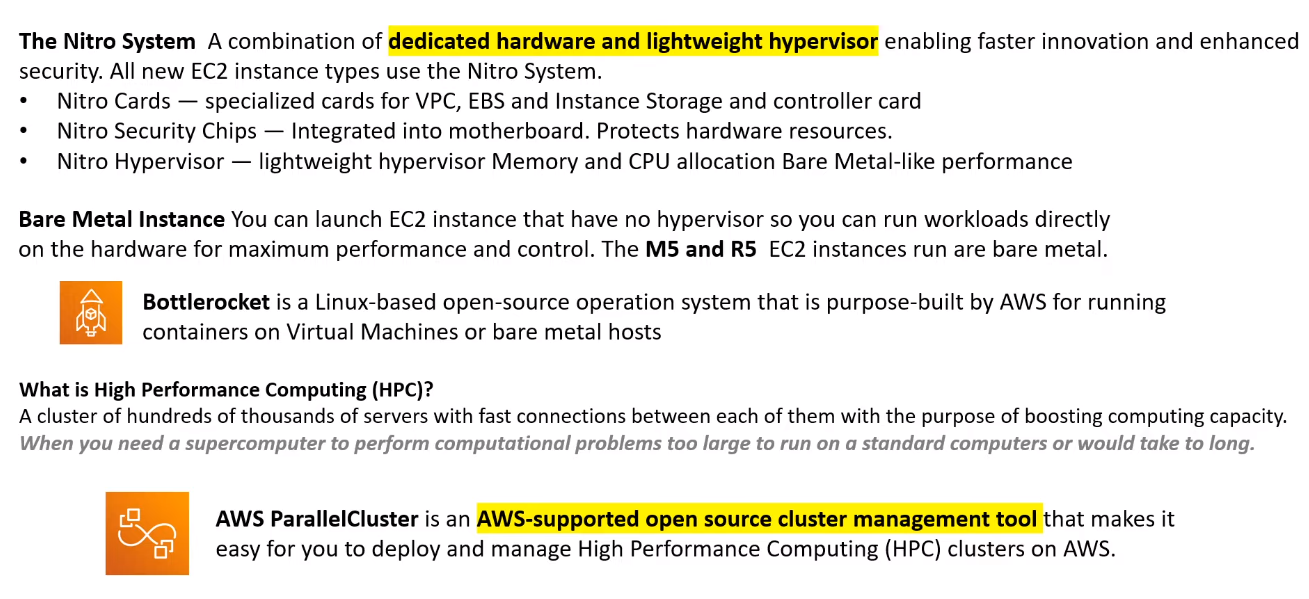 The Nitro System A combination of dedicated hardware and lightweight hypervisor enabling faster innovation and enhanced
security. All new EC2 instance types use the Nitro System.
• Nitro Cards — specialized cards for VPC, EBS and Instance Storage and controller card
• Nitro Security Chips — Integrated into motherboard. Protects hardware resources.
• Nitro Hypervisor — lightweight hypervisor Memory and CPU allocation Bare Metal-like performance
Bare Metal Instance You can launch EC2 instance that have no hypervisor so you can run workloads directly
on the hardware for maximum performance and control. The M5 and R5 EC2 instances run are bare metal.
Bottlerocket is a Linux-based open-source operation system that is purpose-built by AWS for running
containers on Virtual Machines or bare metal hosts
What is High Performance Computing (HPC)?
A cluster of hundreds of thousands of servers with fast connections between each of them with the purpose of boosting computing capacity.
When you need a supercomputer to perform computational problems too large to run on a standard computers or would take to long.
AWS ParallelCluster is an AWS-supported open source cluster management tool that makes it
easy for you to deploy and manage High Performance Computing (HPC) clusters on AWS.